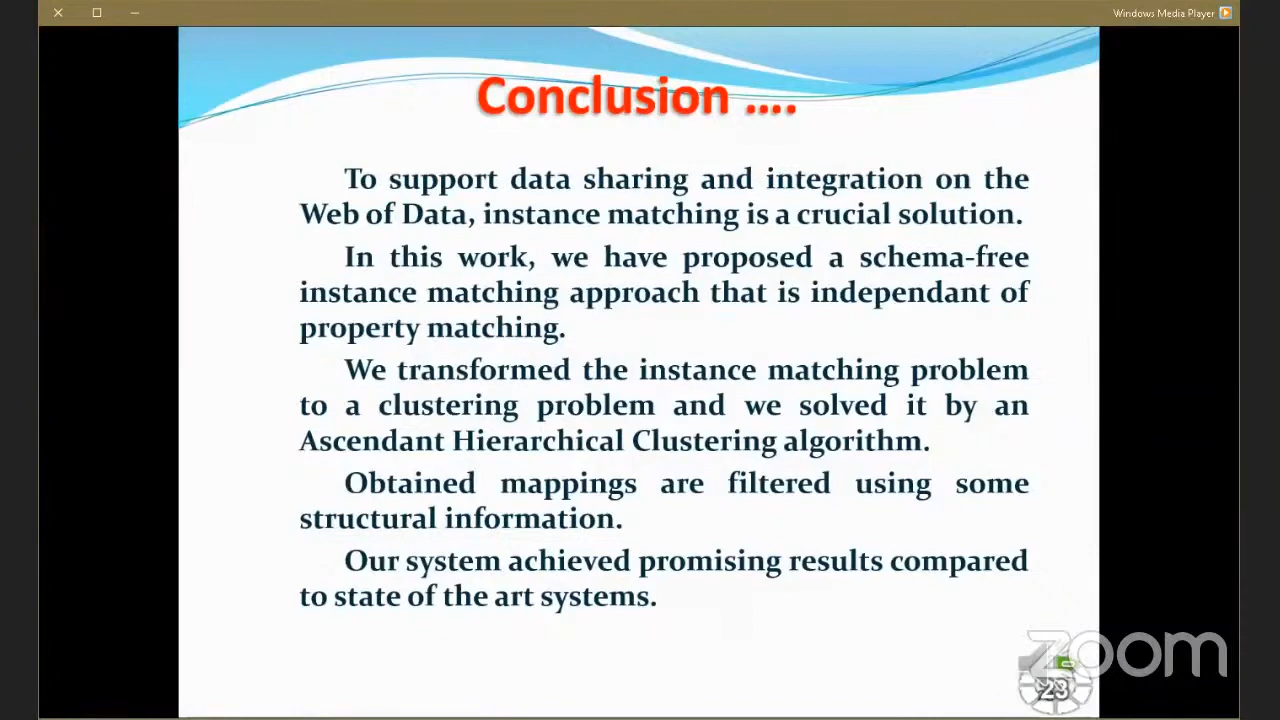 Windows Media Player
Conclusion ....
To support data sharing and integration on the
Web of Data, instance matching is a crucial solution.
In this work, we have proposed a schema-free
instance matching approach that is independant of
property matching.
We transformed the instance matching problem
to a clustering problem and we solved it by an
Ascendant Hierarchical Clustering algorithm.
Obtained mappings are filtered using some
structural information.
Our system achieved promising results compared
to state of the art systems.
zoom
23